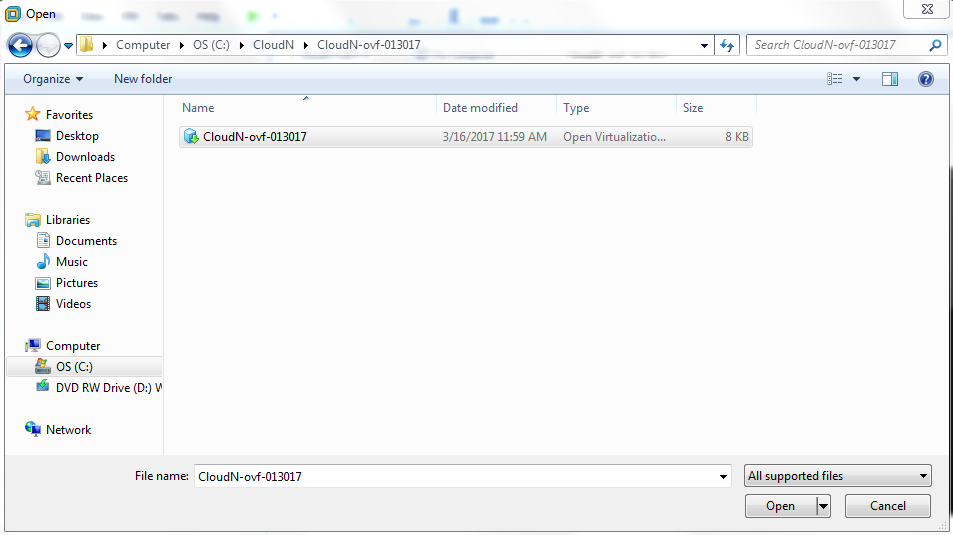 Open
Computer OS (C:) CloudN CloudN-ovf-013017 Search CloudN-ovf-013017
Organize New folder
Name Date modified Type Size
CloudN-ovf-013017 3/16/2017 11:59 AM Open Virtualizatio... 8 KB
Favorites
Desktop
Downloads
Recent Places
Libraries
Documents
Music
Pictures
Videos
Computer
OS (C:)
DVD RW Drive (D:) W
Network
File name: CloudN-ovf-013017 All supported files
Open Cancel